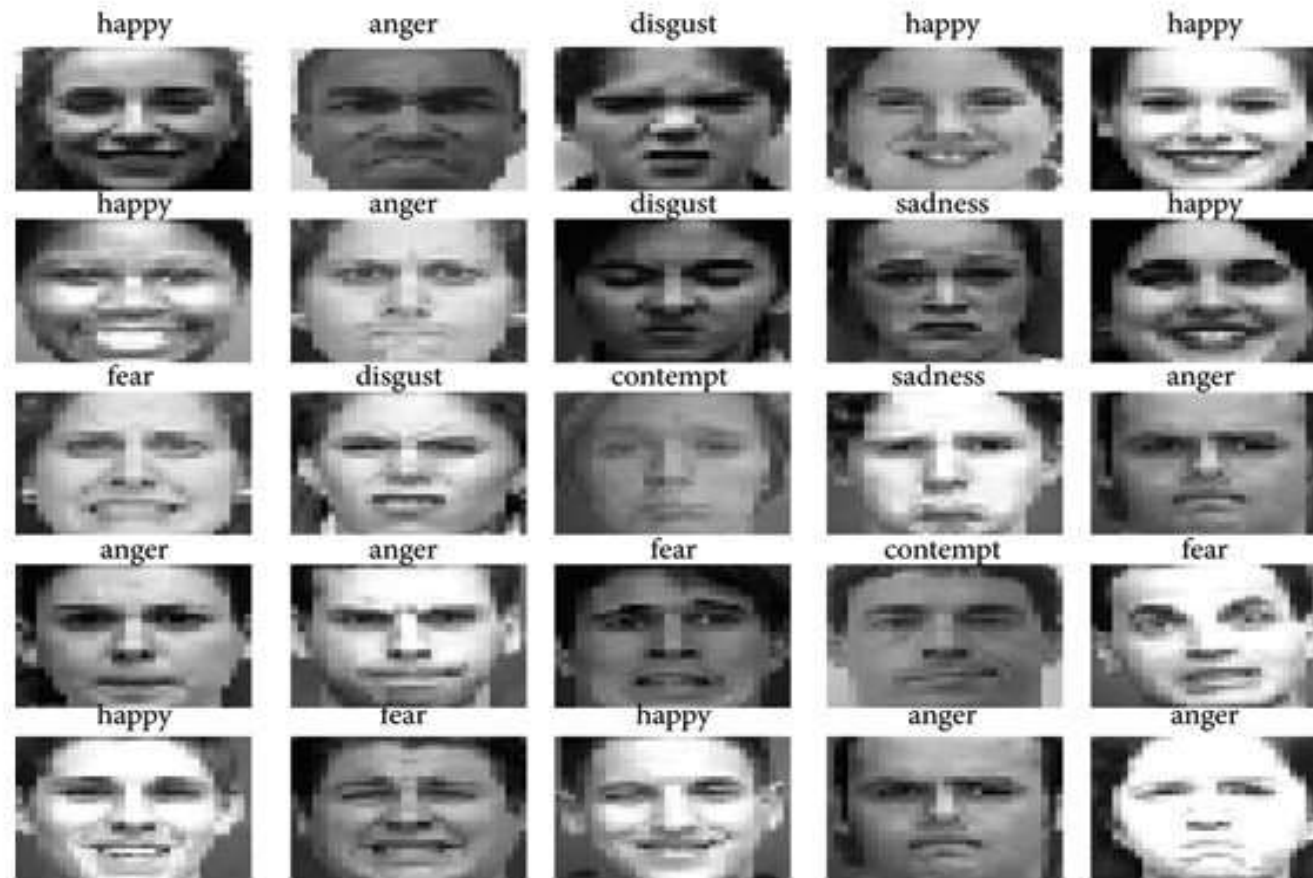 happy anger disgust happy happy
happy anger disgust sadness happy
fear disgust contempt sadness anger
anger anger fear contempt fear
happy fear happy anger anger